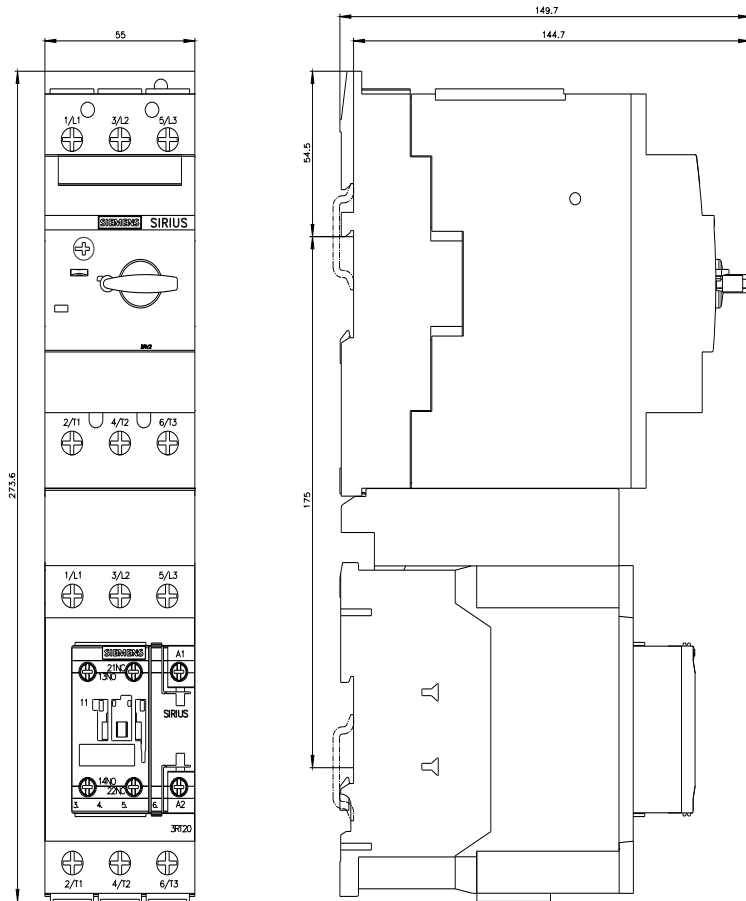 55
149.7
144.7
1/L1 3/L2 5/L3
54.5
SIEMENS SIRIUS
3RV2
2/T1 4/T2 6/T3
273.6
175
1/L1 3/L2 5/L3
SIEMENS A1
21NC
13NO
11
SIRIUS
14NO
22NC
3. 4. 5. 6. A2
3RT20
2/T1 4/T2 6/T3